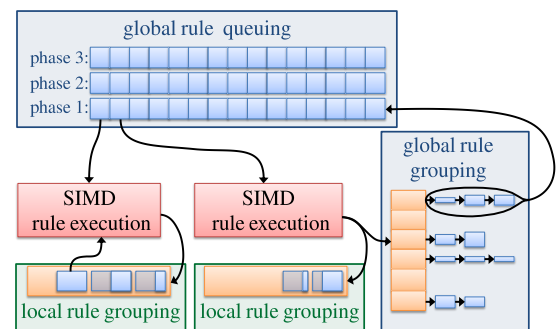 global rule queuing
phase 3:
phase 2:
phase 1:
global rule
grouping
SIMD
rule execution
SIMD
rule execution
local rule grouping
local rule grouping